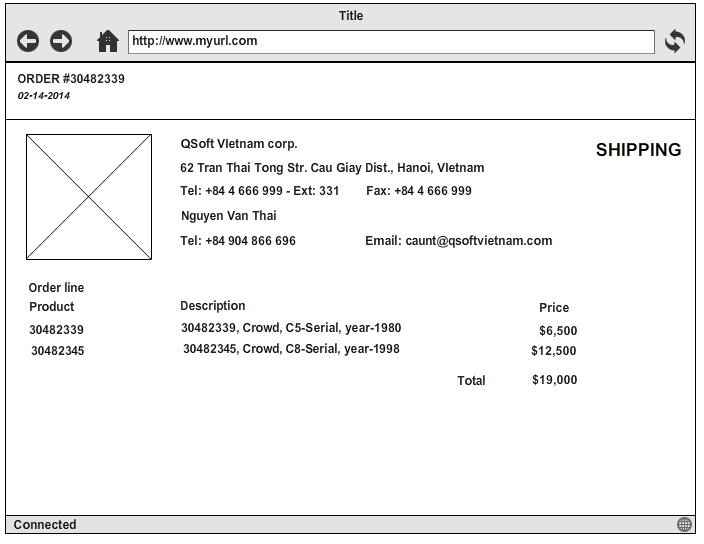 Title
http://www.myurl.com
ORDER #30482339
02-14-2014
QSoft VIetnam corp.
SHIPPING
62 Tran Thai Tong Str. Cau Giay Dist., Hanoi, VIetnam
Tel: +84 4 666 999 - Ext: 331 Fax: +84 4 666 999
Nguyen Van Thai
Tel: +84 904 866 696 Email: caunt@qsoftvietnam.com
Order line
Product Description Price
30482339 30482339, Crowd, C5-Serial, year-1980 $6,500
30482345 30482345, Crowd, C8-Serial, year-1998 $12,500
Total $19,000
Connected